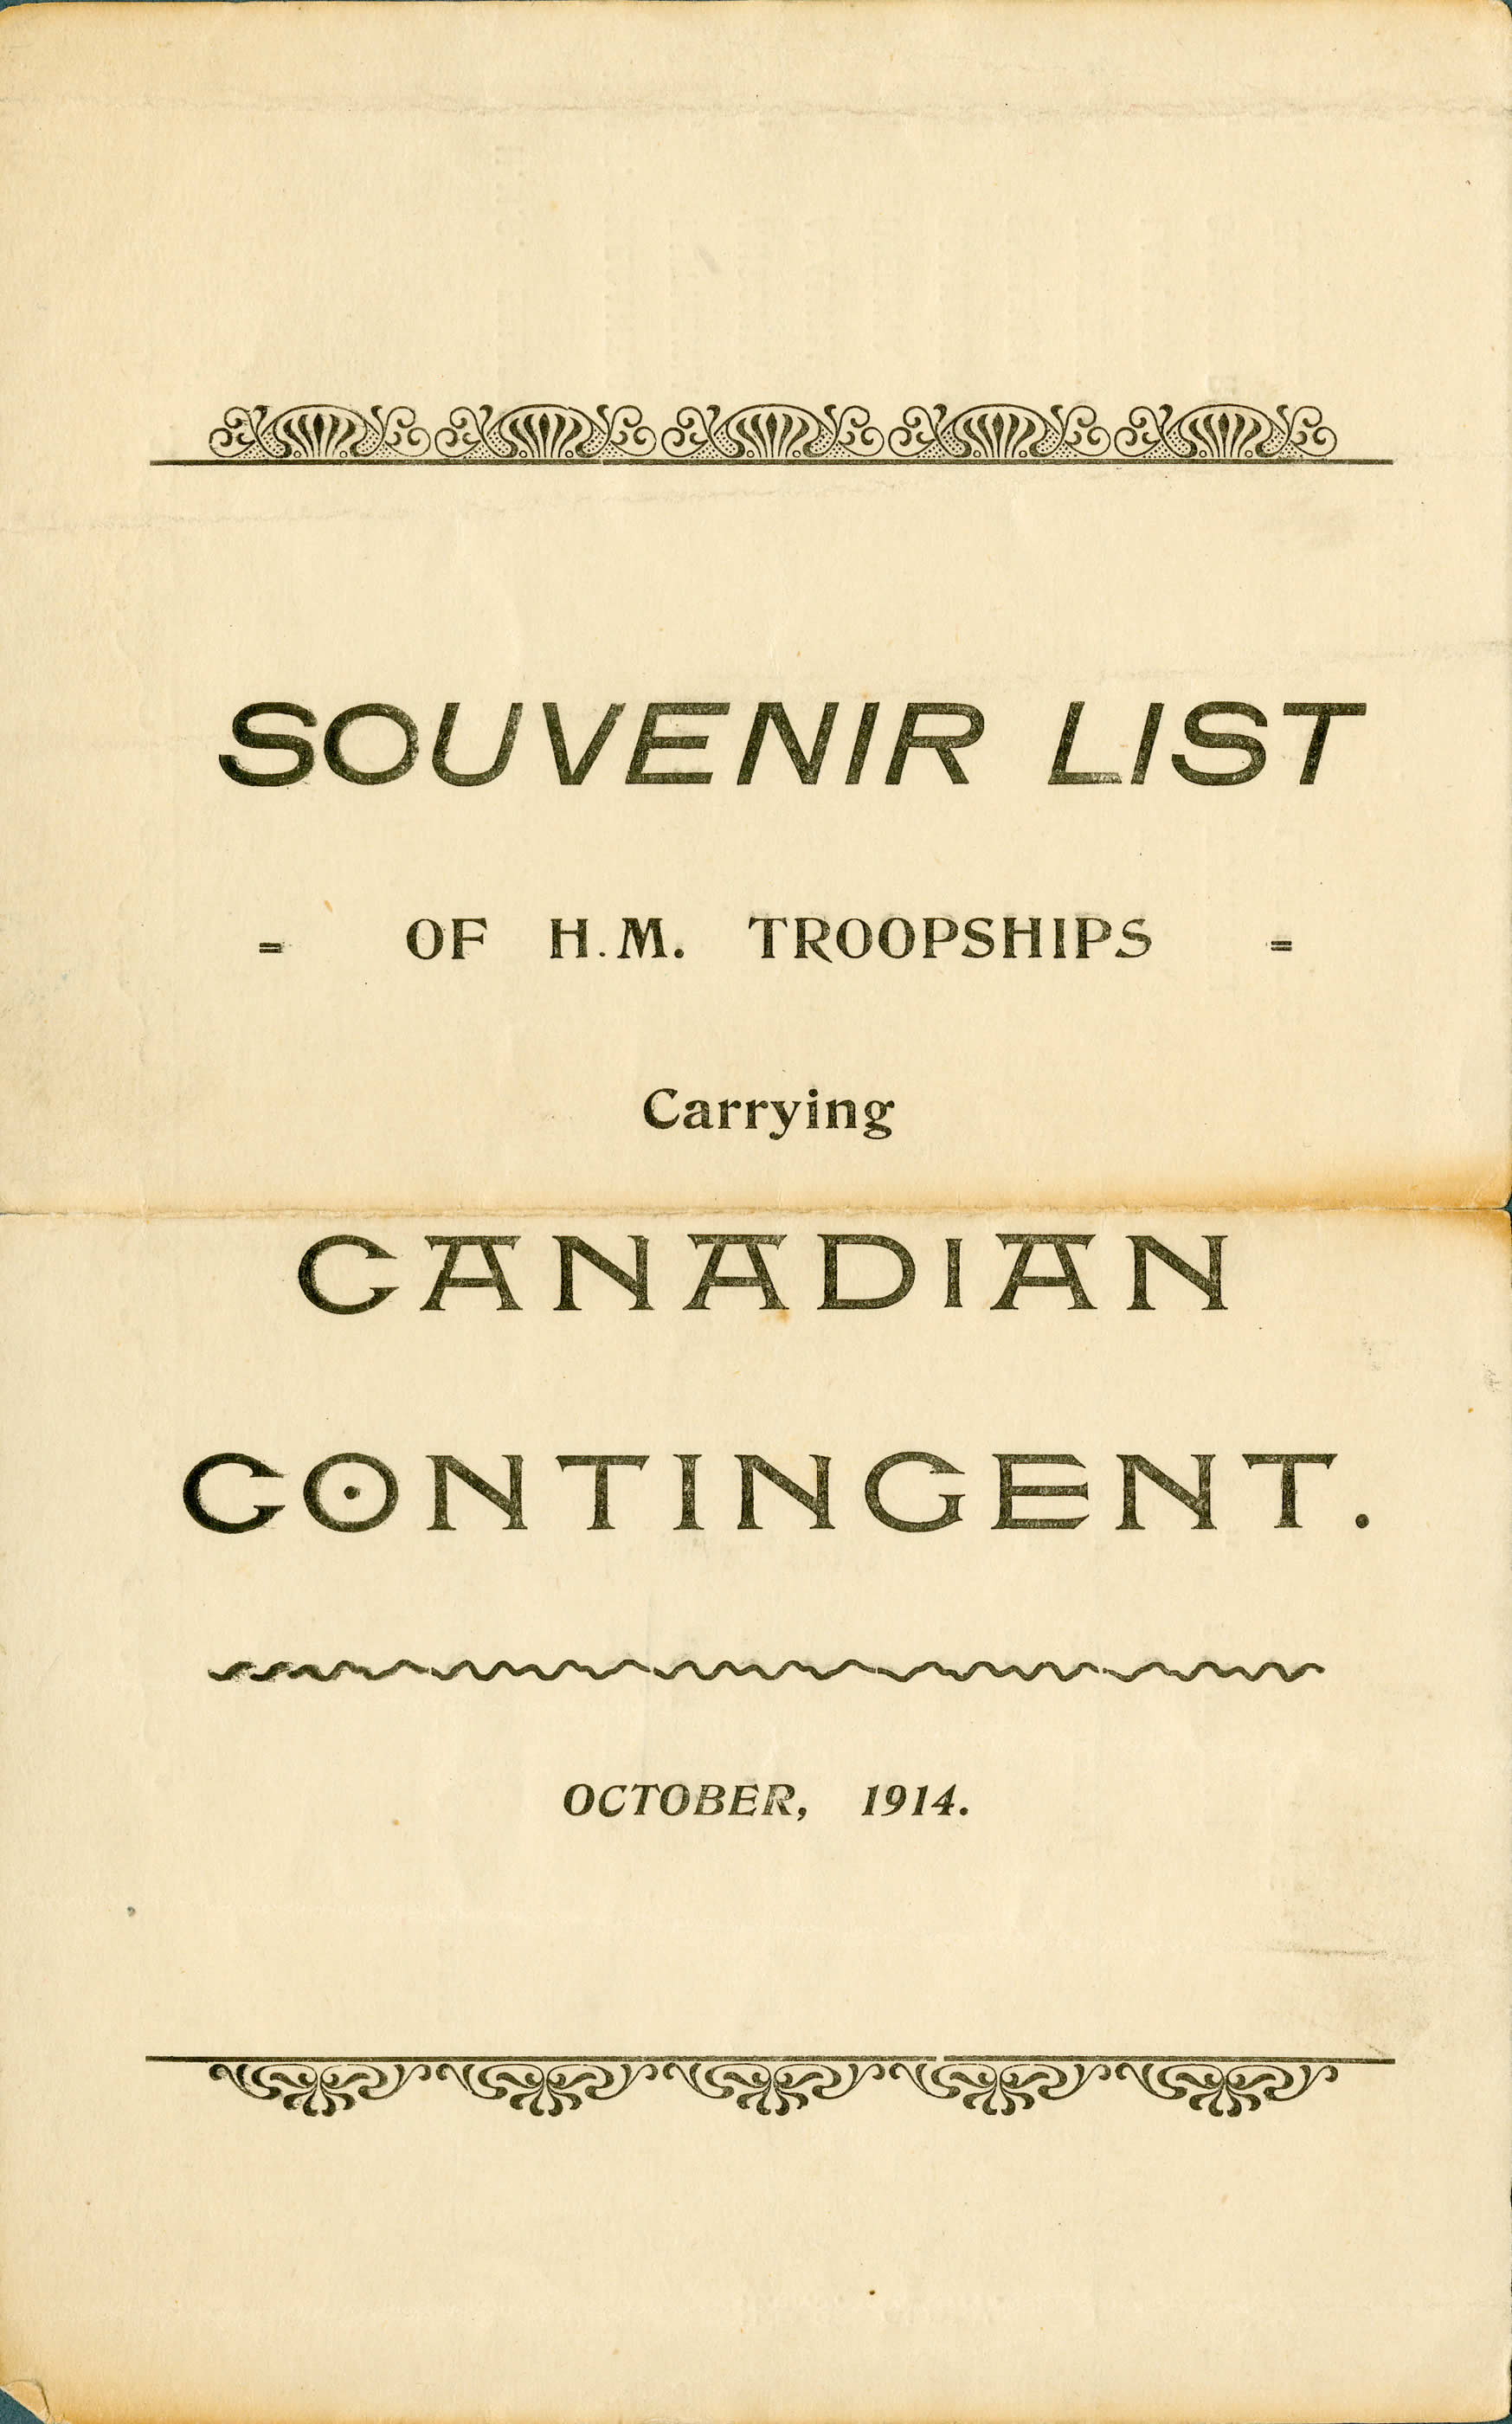 SOUVENIR LIST
= OF H.M. TROOPSHIPS =
Carrying
CANADIAN
CONTINGENT.
OCTOBER, 1914.